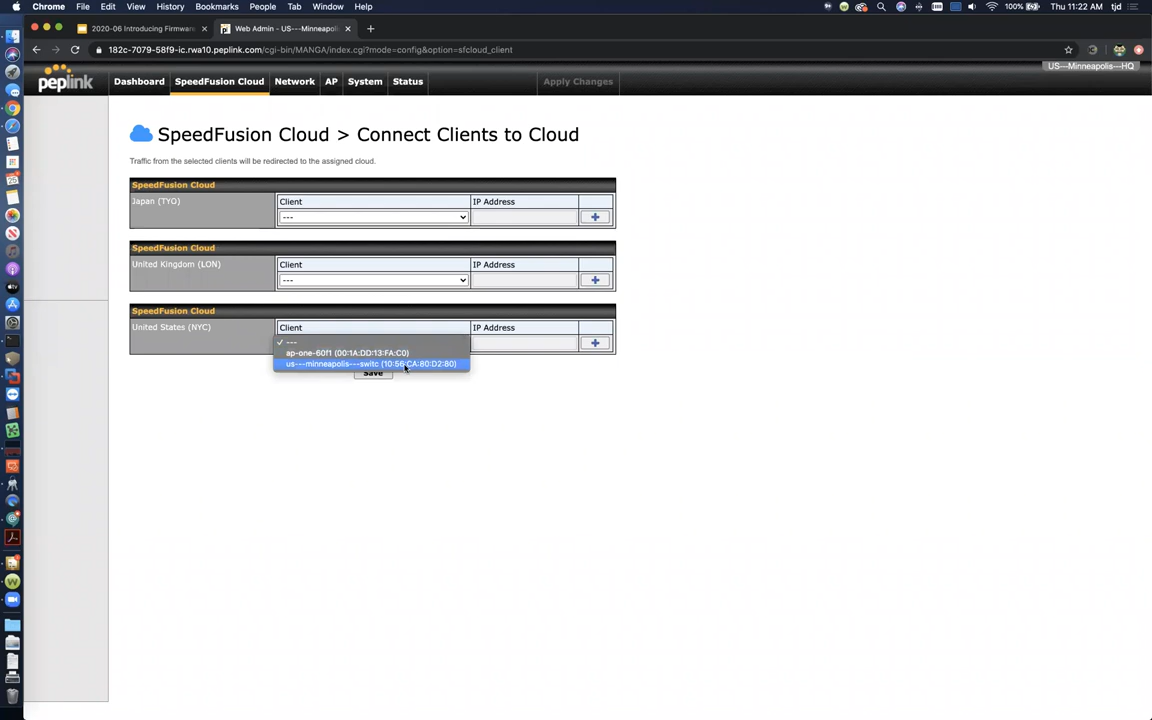 Chrome File Edit View History Bookmarks People Tab Window Help 100% Thu 11:22 AM tjd
2020-06 Introducing Firmware Web Admin - US---Minneapoli
182c-7079-58f9-ic.rwa10.peplink.com/cgi-bin/MANGA/index.cgi?mode=config&option=sfcloud_client
US---Minneapolis---HQ
peplink Dashboard SpeedFusion Cloud Network AP System Status Apply Changes
SpeedFusion Cloud > Connect Clients to Cloud
Traffic from the selected clients will be redirected to the assigned cloud.
SpeedFusion Cloud
Japan (TYO) Client IP Address
---
SpeedFusion Cloud
United Kingdom (LON) Client IP Address
---
SpeedFusion Cloud
United States (NYC) Client IP Address
✓ ---
ap-one-60f1 (00:1A:DD:13:FA:C0)
us---minneapolis---switc (10:56:CA:80:D2:80)
Save